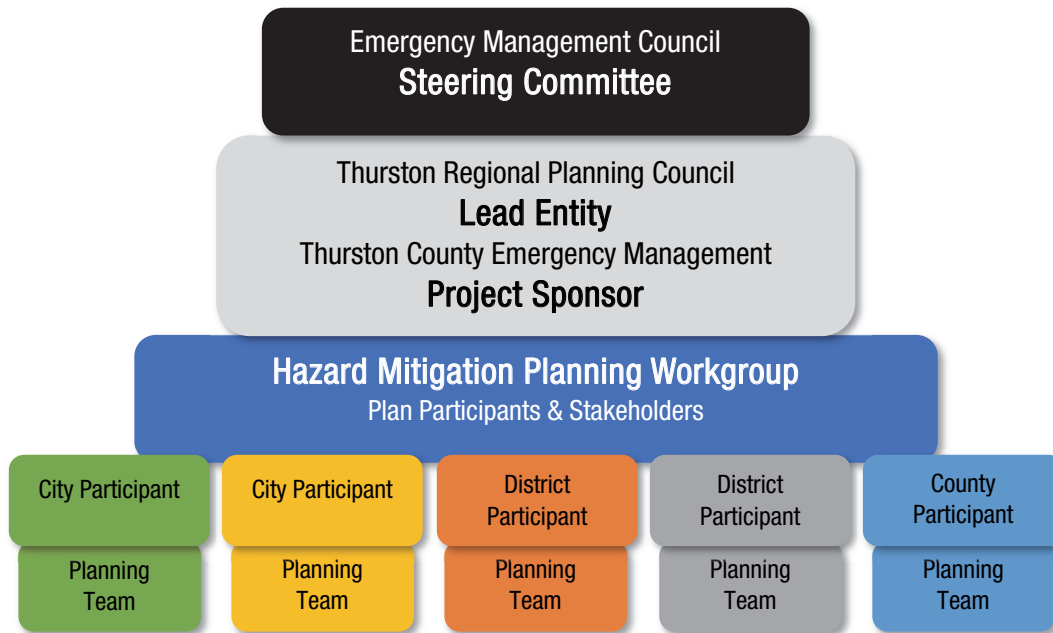 Emergency Management Council
Steering Committee
Thurston Regional Planning Council
Lead Entity
Thurston County Emergency Management
Project Sponsor
Hazard Mitigation Planning Workgroup
Plan Participants & Stakeholders
City Participant
City Participant
District
Participant
District
Participant
County
Participant
Planning
Team
Planning
Team
Planning
Team
Planning
Team
Planning
Team